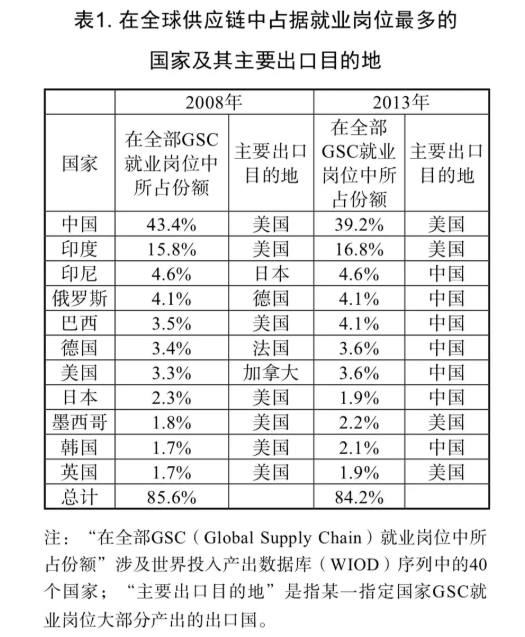 表1.在全球供应链中占据就业岗位最多的
国家及其主要出口目的地
2008年 2013年
国家 在全部GSC就业岗位中所占份额 主要出口目的地 在全部GSC就业岗位中所占份额 主要出口目的地
中国 43.4% 美国 39.2% 美国
印度 15.8% 美国 16.8% 美国
印尼 4.6% 日本 4.6% 中国
俄罗斯 4.1% 德国 4.1% 中国
巴西 3.5% 美国 4.1% 中国
德国 3.4% 法国 3.6% 中国
美国 3.3% 加拿大 3.6% 中国
日本 2.3% 美国 1.9% 中国
墨西哥 1.8% 美国 2.2% 美国
韩国 1.7% 美国 2.1% 中国
英国 1.7% 美国 1.9% 美国
总计 85.6% 84.2%
注：“在全部GSC（Global Supply Chain）就业岗位中所
占份额”涉及世界投入产出数据库（WIOD）序列中的40
个国家；“主要出口目的地”是指某一指定国家GSC就
业岗位大部分产出的出口国。